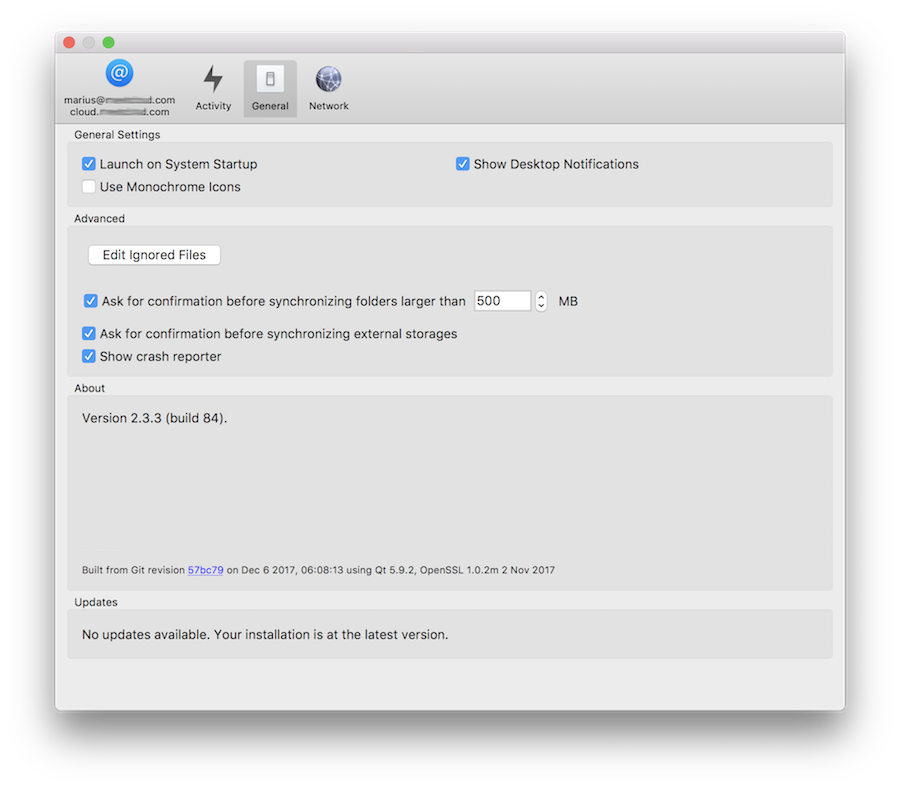 @
marius@ .com
cloud. .com
Activity
General
Network
General Settings
Launch on System Startup
Show Desktop Notifications
Use Monochrome Icons
Advanced
Edit Ignored Files
Ask for confirmation before synchronizing folders larger than 500 MB
Ask for confirmation before synchronizing external storages
Show crash reporter
About
Version 2.3.3 (build 84).
Built from Git revision 57bc79 on Dec 6 2017, 06:08:13 using Qt 5.9.2, OpenSSL 1.0.2m 2 Nov 2017
Updates
No updates available. Your installation is at the latest version.